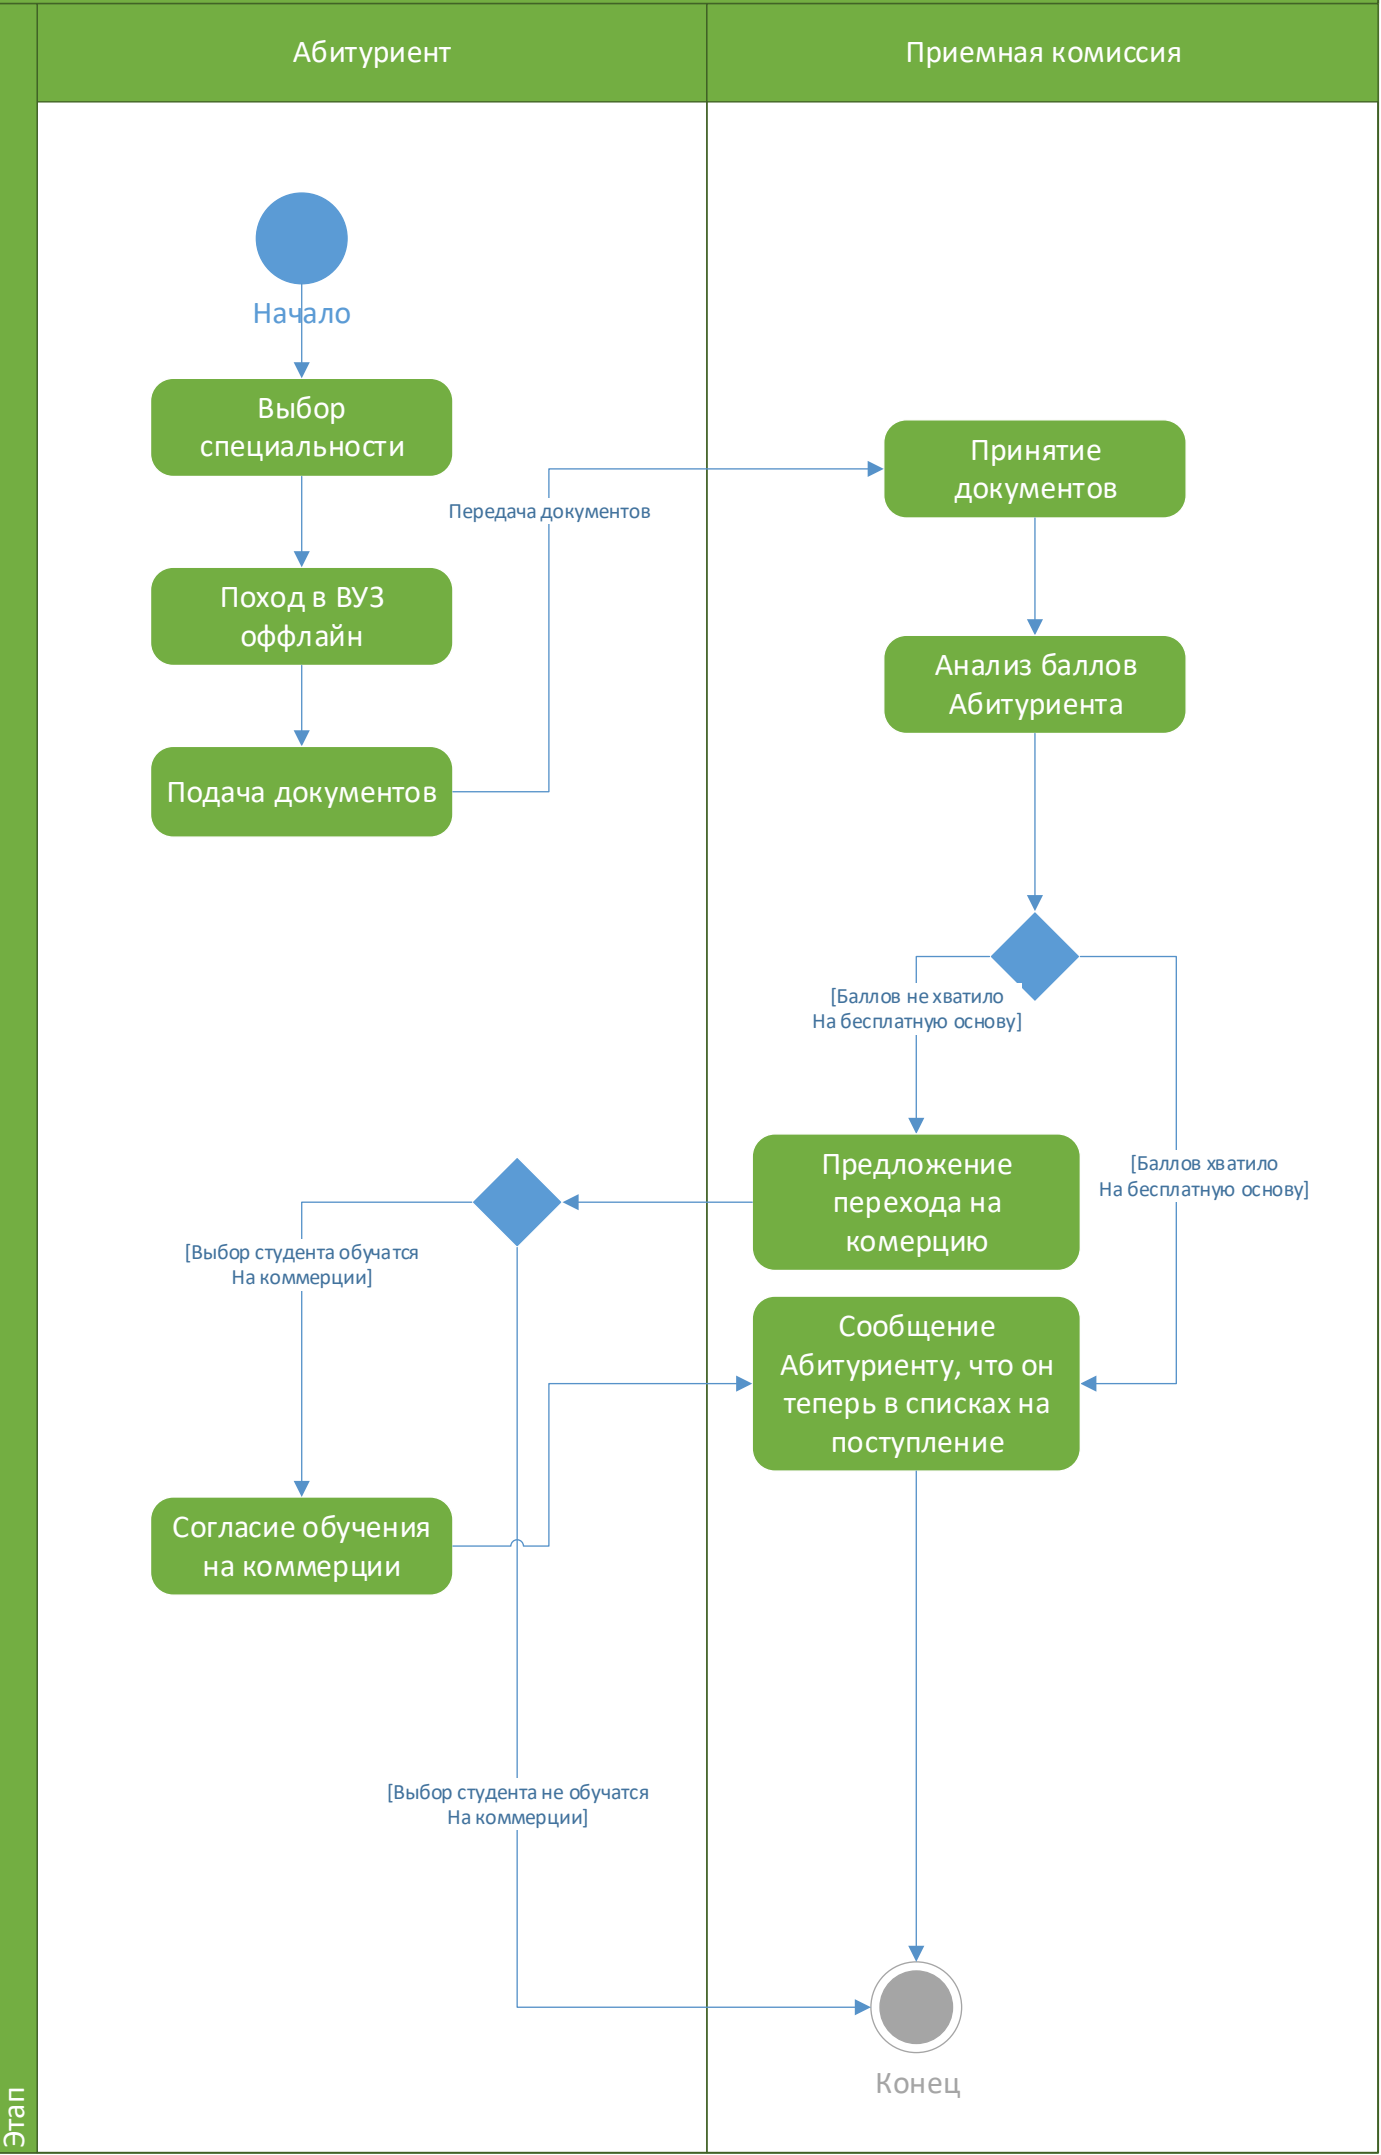 Абитуриент
Приемная комиссия
Начало
Выбор
специальности
Принятие
документов
Передача документов
Поход в ВУЗ
оффлайн
Анализ баллов
Абитуриента
Подача документов
[Баллов не хватило
На бесплатную основу]
Предложение
перехода на
комерцию
[Баллов хватило
На бесплатную основу]
[Выбор студента обучатся
На коммерции]
Сообщение
Абитуриенту, что он
теперь в списках на
поступление
Согласие обучения
на коммерции
[Выбор студента не обучатся
На коммерции]
Конец
Этап